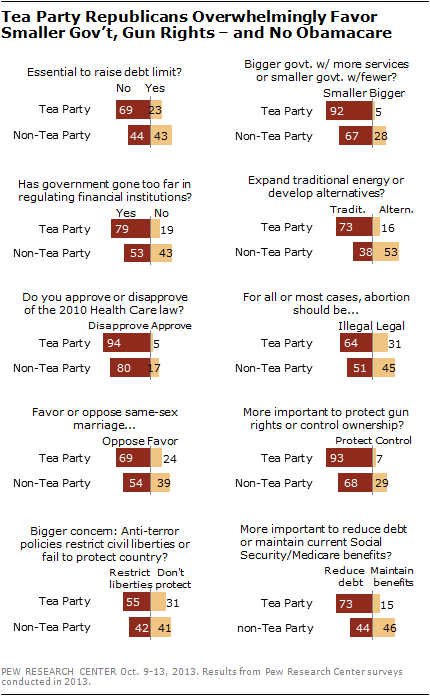 Tea Party Republicans Overwhelmingly Favor
Smaller Gov't, Gun Rights – and No Obamacare
Essential to raise debt limit?
No Yes
Tea Party 69 23
Non-Tea Party 44 43
Bigger govt. w/ more services
or smaller govt. w/fewer?
Smaller Bigger
Tea Party 92 5
Non-Tea Party 67 28
Has government gone too far in
regulating financial institutions?
Yes No
Tea Party 79 19
Non-Tea Party 53 43
Expand traditional energy or
develop alternatives?
Tradit. Altern.
Tea Party 73 16
Non-Tea Party 38 53
Do you approve or disapprove
of the 2010 Health Care law?
Disapprove Approve
Tea Party 94 5
Non-Tea Party 80 17
For all or most cases, abortion
should be...
Illegal Legal
Tea Party 64 31
Non-Tea Party 51 45
Favor or oppose same-sex
marriage...
Oppose Favor
Tea Party 69 24
Non-Tea Party 54 39
More important to protect gun
rights or control ownership?
Protect Control
Tea Party 93 7
Non-Tea Party 68 29
Bigger concern: Anti-terror
policies restrict civil liberties or
fail to protect country?
Restrict Don't
liberties protect
Tea Party 55 31
Non-Tea Party 42 41
More important to reduce debt
or maintain current Social
Security/Medicare benefits?
Reduce Maintain
debt benefits
Tea Party 73 15
non-Tea Party 44 46
PEW RESEARCH CENTER Oct. 9-13, 2013. Results from Pew Research Center surveys
conducted in 2013.